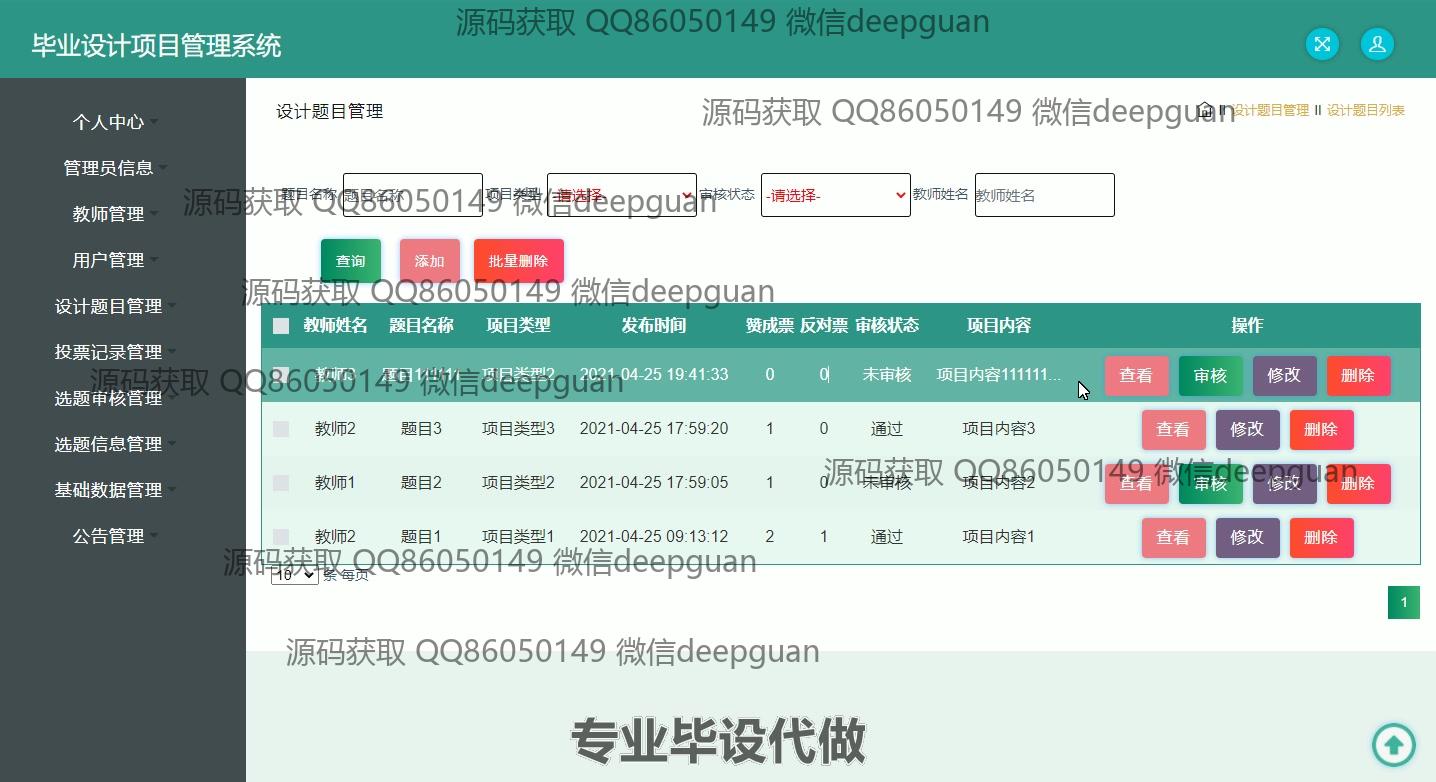 源码获取 QQ86050149 微信deepguan
毕业设计项目管理系统
设计题目管理
源码获取 QQ86050149 微信deepguan
II 设计题目管理 II 设计题目列表
个人中心
管理员信息
教师管理
用户管理
设计题目管理
投票记录管理
选题审核管理
选题信息管理
基础数据管理
公告管理
题目名称 题目名称 项目类型 -请选择- 审核状态 -请选择- 教师姓名 教师姓名
源码获取 QQ86050149 微信deepguan
查询 添加 批量删除
源码获取 QQ86050149 微信deepguan
教师姓名 题目名称 项目类型 发布时间 赞成票 反对票 审核状态 项目内容 操作
教师3 项目类型2 2021-04-25 19:41:33 0 0 未审核 项目内容111111... 查看 审核 修改 删除
源码获取 QQ86050149 微信deepguan
教师2 题目3 项目类型3 2021-04-25 17:59:20 1 0 通过 项目内容3 查看 修改 删除
源码获取 QQ86050149 微信deepguan
教师1 题目2 项目类型2 2021-04-25 17:59:05 1 0 未审核 项目内容2 查看 审核 修改 删除
教师2 题目1 项目类型1 2021-04-25 09:13:12 2 1 通过 项目内容1 查看 修改 删除
源码获取 QQ86050149 微信deepguan
10 条 每页
1
源码获取 QQ86050149 微信deepguan
专业毕设代做